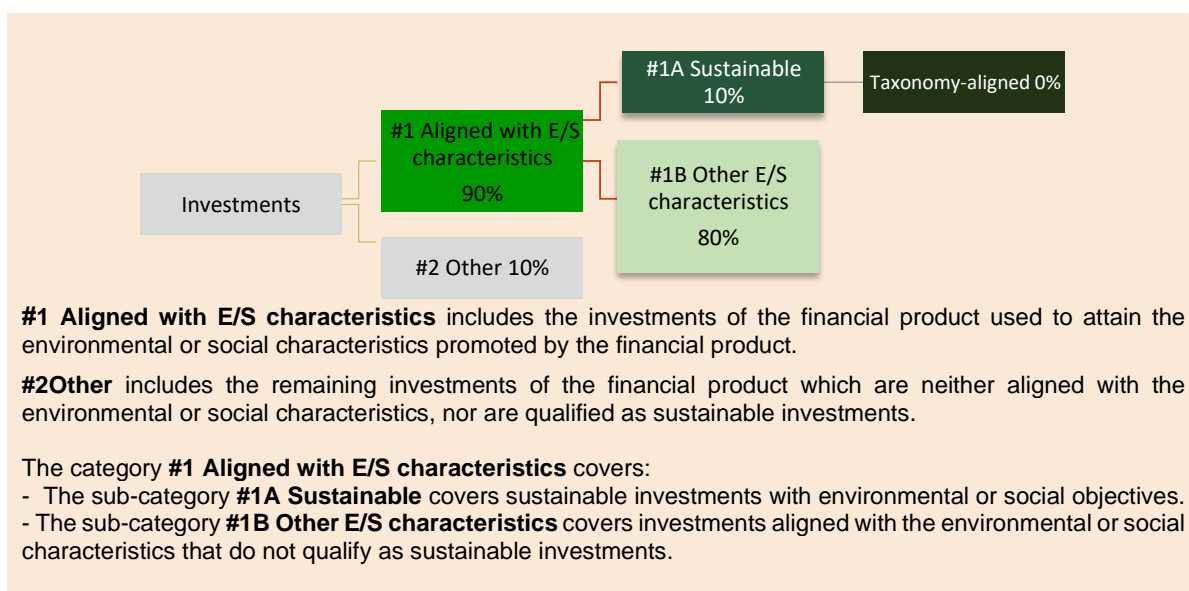 #1A Sustainable
10%
Taxonomy-aligned 0%
#1 Aligned with E/S
characteristics
90%
#1B Other E/S
characteristics
80%
Investments
#2 Other 10%
#1 Aligned with E/S characteristics includes the investments of the financial product used to attain the
environmental or social characteristics promoted by the financial product.
#2Other includes the remaining investments of the financial product which are neither aligned with the
environmental or social characteristics, nor are qualified as sustainable investments.
The category #1 Aligned with E/S characteristics covers:
- The sub-category #1A Sustainable covers sustainable investments with environmental or social objectives.
- The sub-category #1B Other E/S characteristics covers investments aligned with the environmental or social
characteristics that do not qualify as sustainable investments.